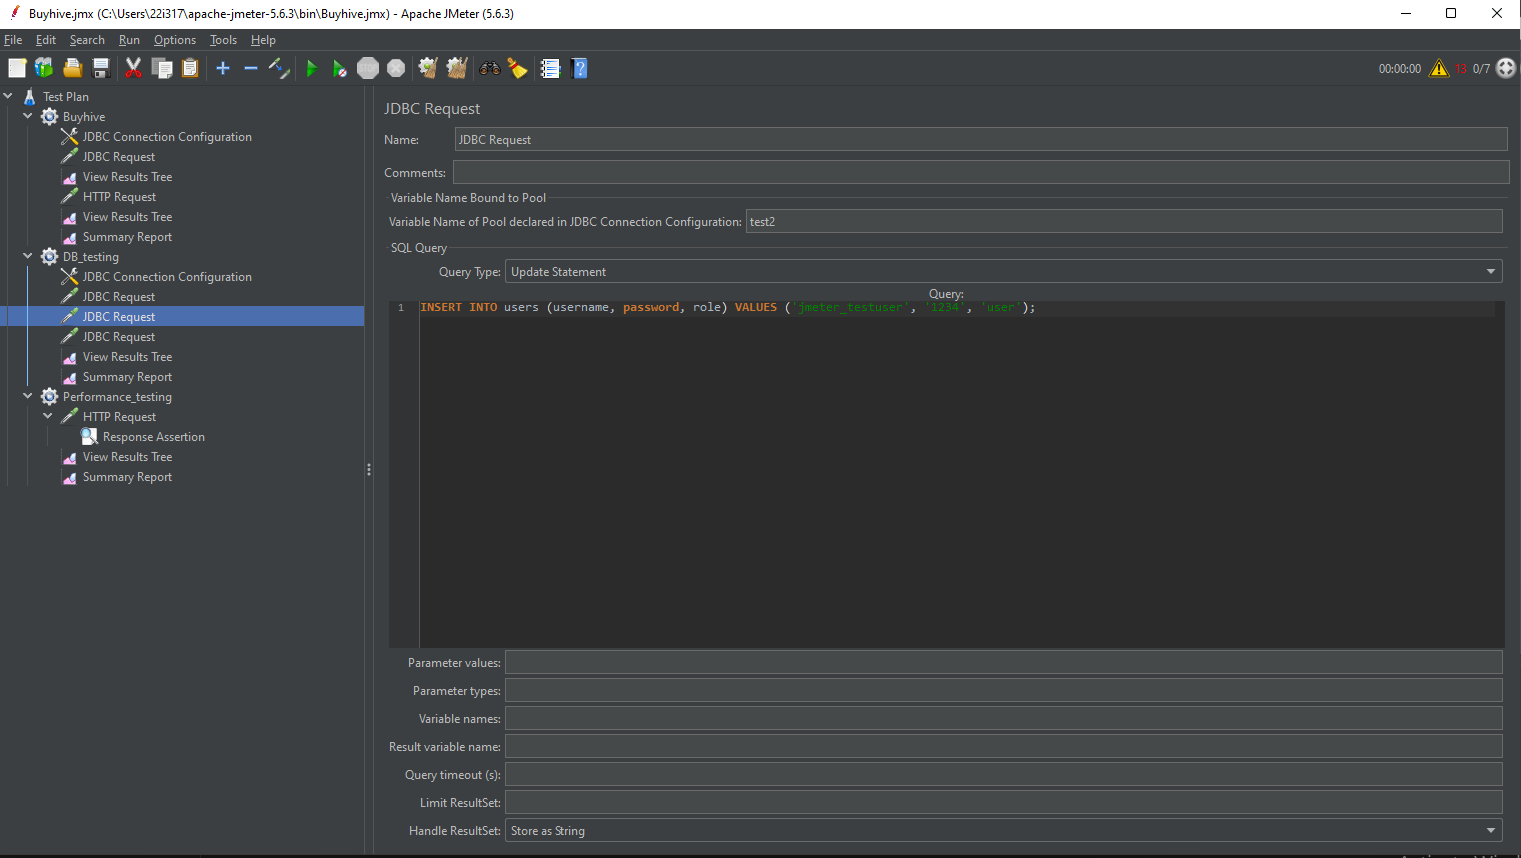 Buyhive.jmx (C:\Users\22i317\apache-jmeter-5.6.3\bin\Buyhive.jmx) - Apache JMeter (5.6.3)
File Edit Search Run Options Tools Help
00:00:00 13 0/7
Test Plan
Buyhive
JDBC Connection Configuration
JDBC Request
View Results Tree
HTTP Request
View Results Tree
Summary Report
DB_testing
JDBC Connection Configuration
JDBC Request
JDBC Request
JDBC Request
View Results Tree
Summary Report
Performance_testing
HTTP Request
Response Assertion
View Results Tree
Summary Report
JDBC Request
Name: JDBC Request
Comments:
Variable Name Bound to Pool
Variable Name of Pool declared in JDBC Connection Configuration: test2
SQL Query
Query Type: Update Statement
Query:
1 INSERT INTO users (username, password, role) VALUES ('jmeter_testuser', '1234', 'user');
Parameter values:
Parameter types:
Variable names:
Result variable name:
Query timeout (s):
Limit ResultSet:
Handle ResultSet: Store as String